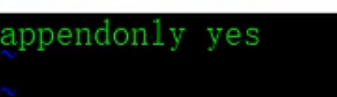 appendonly yes
~
~